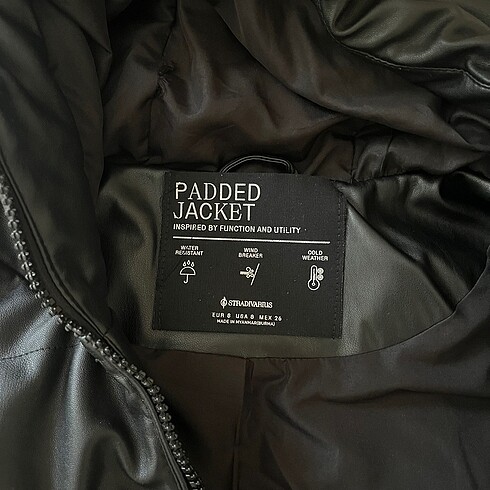 PADDED
JACKET
INSPIRED BY FUNCTION AND UTILITY
WATER RESISTANT
WIND BREAKER
COLD WEATHER
STRADIVARIUS
EUR S USA S MEX 26
MADE IN MYANMAR(BURMA)